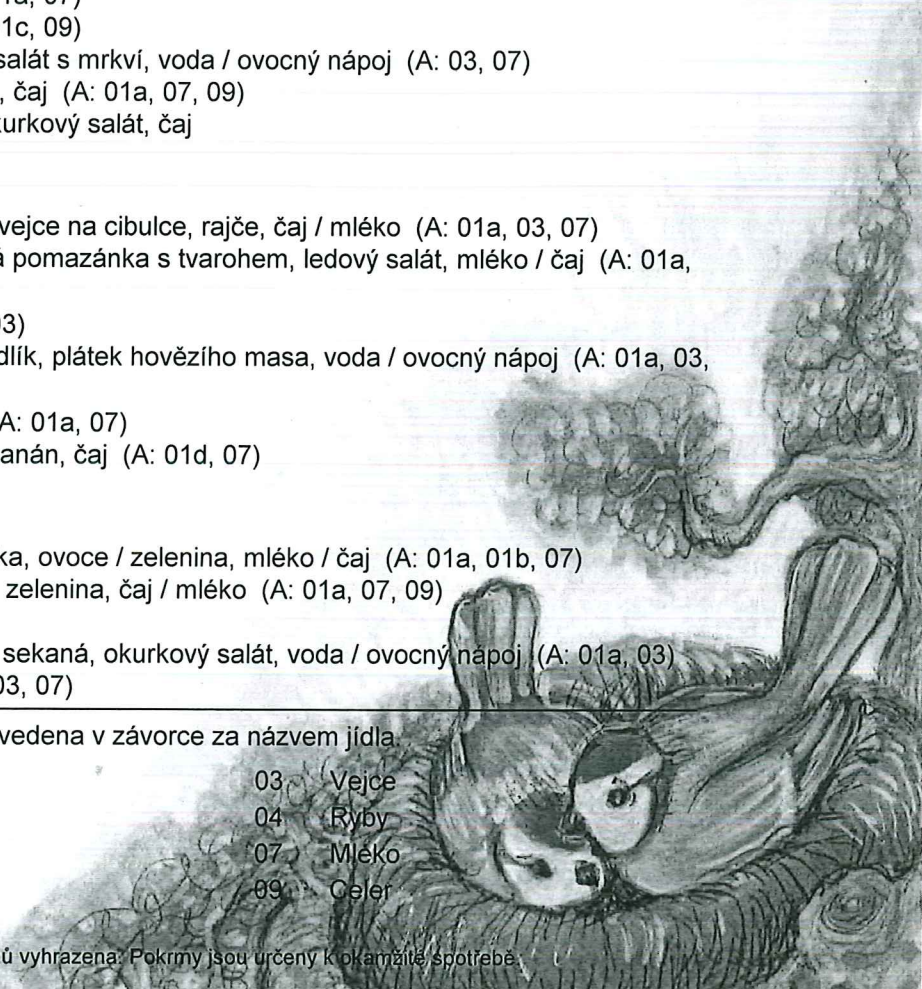 1c, 09)
salát s mrkví, voda / ovocný nápoj (A: 03, 07)
, čaj (A: 01a, 07, 09)
kurkový salát, čaj
vejce na cibulce, rajče, čaj / mléko (A: 01a, 03, 07)
á pomazánka s tvarohem, ledový salát, mléko / čaj (A: 01a,
03)
dlík, plátek hovězího masa, voda / ovocný nápoj (A: 01a, 03,
A: 01a, 07)
anán, čaj (A: 01d, 07)
ka, ovoce / zelenina, mléko / čaj (A: 01a, 01b, 07)
zelenina, čaj / mléko (A: 01a, 07, 09)
sekaná, okurkový salát, voda / ovocný nápoj (A: 01a, 03)
03, 07)
vedena v závorce za názvem jídla.
03 Vejce
04 Ryby
07 Mléko
09 Celer
ů vyhrazena. Pokrmy jsou určeny k okamžité spotřebě.